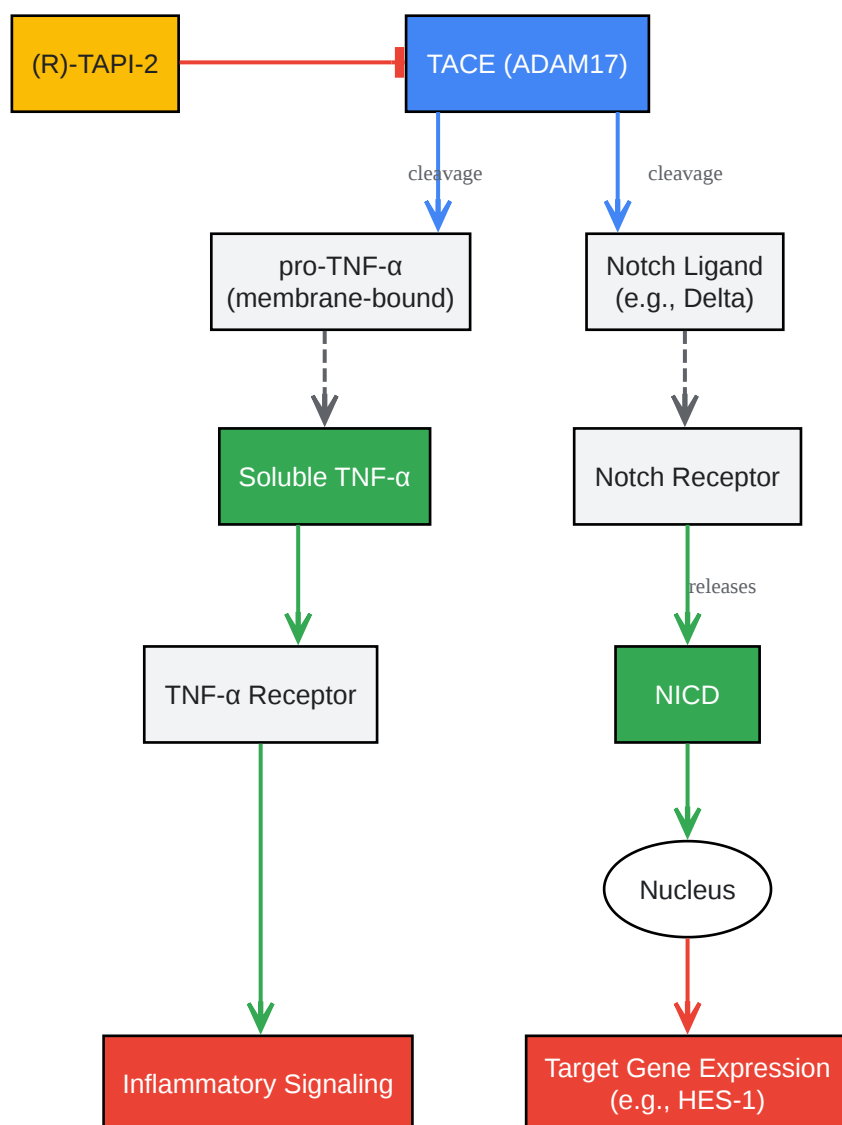 (R)-TAPI-2
TACE (ADAM17)
cleavage
cleavage
pro-TNF-α
(membrane-bound)
Notch Ligand
(e.g., Delta)
Soluble TNF-α
Notch Receptor
releases
TNF-α Receptor
NICD
Nucleus
Inflammatory Signaling
Target Gene Expression
(e.g., HES-1)